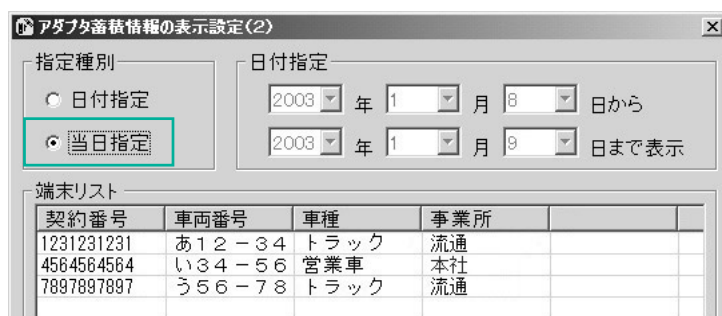 アダプタ蓄積情報の表示設定(2)
指定種別
日付指定
日付指定
2003 年 1 月 8 日から
当日指定
2003 年 1 月 9 日まで表示
端末リスト
契約番号 車両番号 車種 事業所
1231231231 あ12-34 トラック 流通
4564564564 い34-56 営業車 本社
7897897897 う56-78 トラック 流通